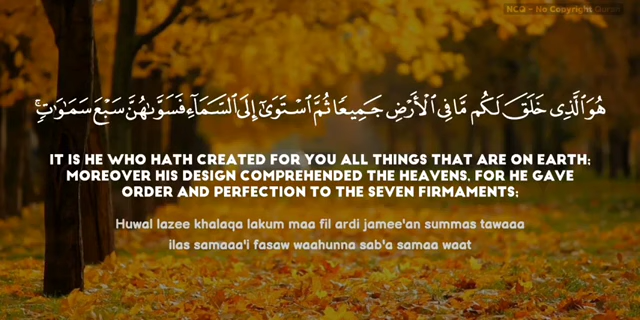 NCQ - No Copyright Quran
هُوَ ٱلَّذِى خَلَقَ لَكُم مَّا فِى ٱلْأَرْضِ جَمِيعًا ثُمَّ ٱسْتَوَىٰٓ إِلَى ٱلسَّمَآءِ فَسَوَّىٰهُنَّ سَبْعَ سَمَـٰوَٰتٍ ۚ
IT IS HE WHO HATH CREATED FOR YOU ALL THINGS THAT ARE ON EARTH;
MOREOVER HIS DESIGN COMPREHENDED THE HEAVENS, FOR HE GAVE
ORDER AND PERFECTION TO THE SEVEN FIRMAMENTS;
Huwal lazee khalaqa lakum maa fil ardi jamee'an summas tawaaa
ilas samaaa'i fasaw waahunna sab'a samaa waat